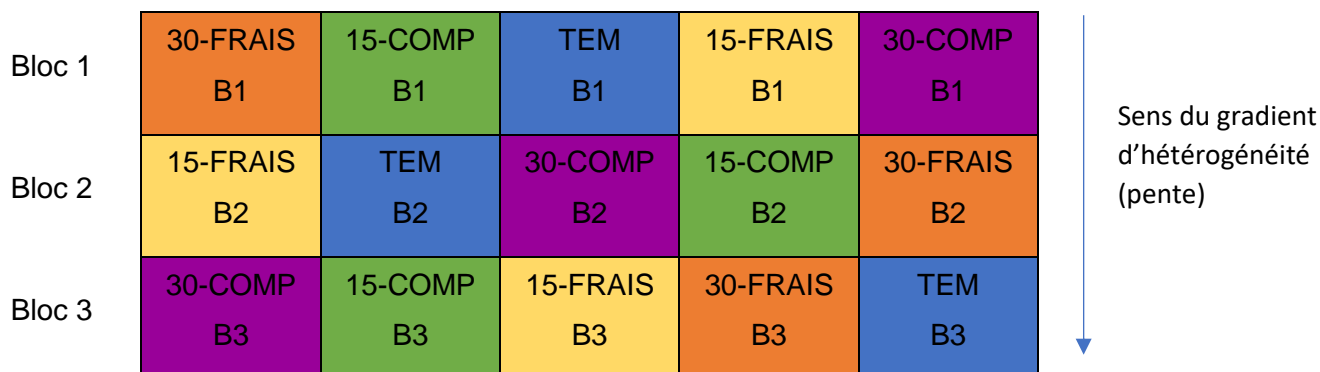 Bloc 1
30-FRAIS
B1
15-COMP
B1
TEM
B1
15-FRAIS
B1
30-COMP
B1
Bloc 2
15-FRAIS
B2
TEM
B2
30-COMP
B2
15-COMP
B2
30-FRAIS
B2
Bloc 3
30-COMP
B3
15-COMP
B3
15-FRAIS
B3
30-FRAIS
B3
TEM
B3
Sens du gradient
d’hétérogénéité
(pente)